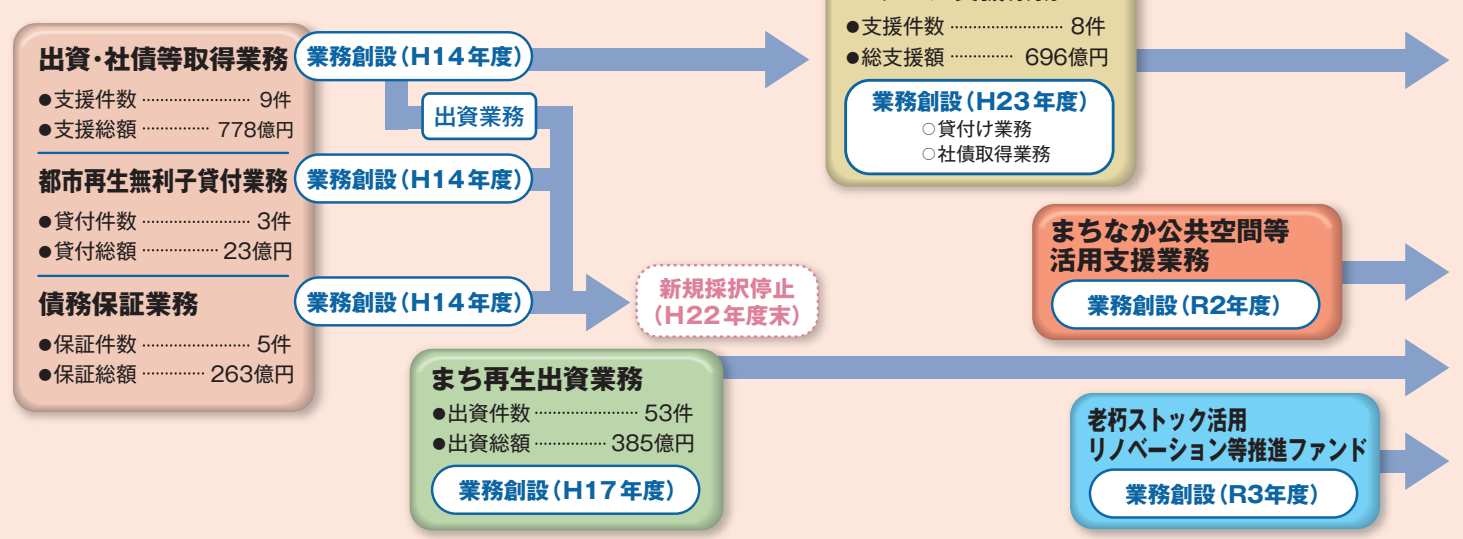 出資・社債等取得業務
業務創設（H14年度）
●支援件数 ························ 9件
●支援総額 ··············· 778億円
出資業務
都市再生無利子貸付業務
業務創設（H14年度）
●貸付件数 ························ 3件
●貸付総額 ················· 23億円
債務保証業務
業務創設（H14年度）
●保証件数 ························ 5件
●保証総額 ·············· 263億円
新規採択停止
（H22年度末）
●支援件数 ························ 8件
●総支援額 ·············· 696億円
業務創設（H23年度）
○貸付け業務
○社債取得業務
まちなか公共空間等
活用支援業務
業務創設（R2年度）
まち再生出資業務
●出資件数 ······················· 53件
●出資総額 ················ 385億円
業務創設（H17年度）
老朽ストック活用
リノベーション等推進ファンド
業務創設（R3年度）